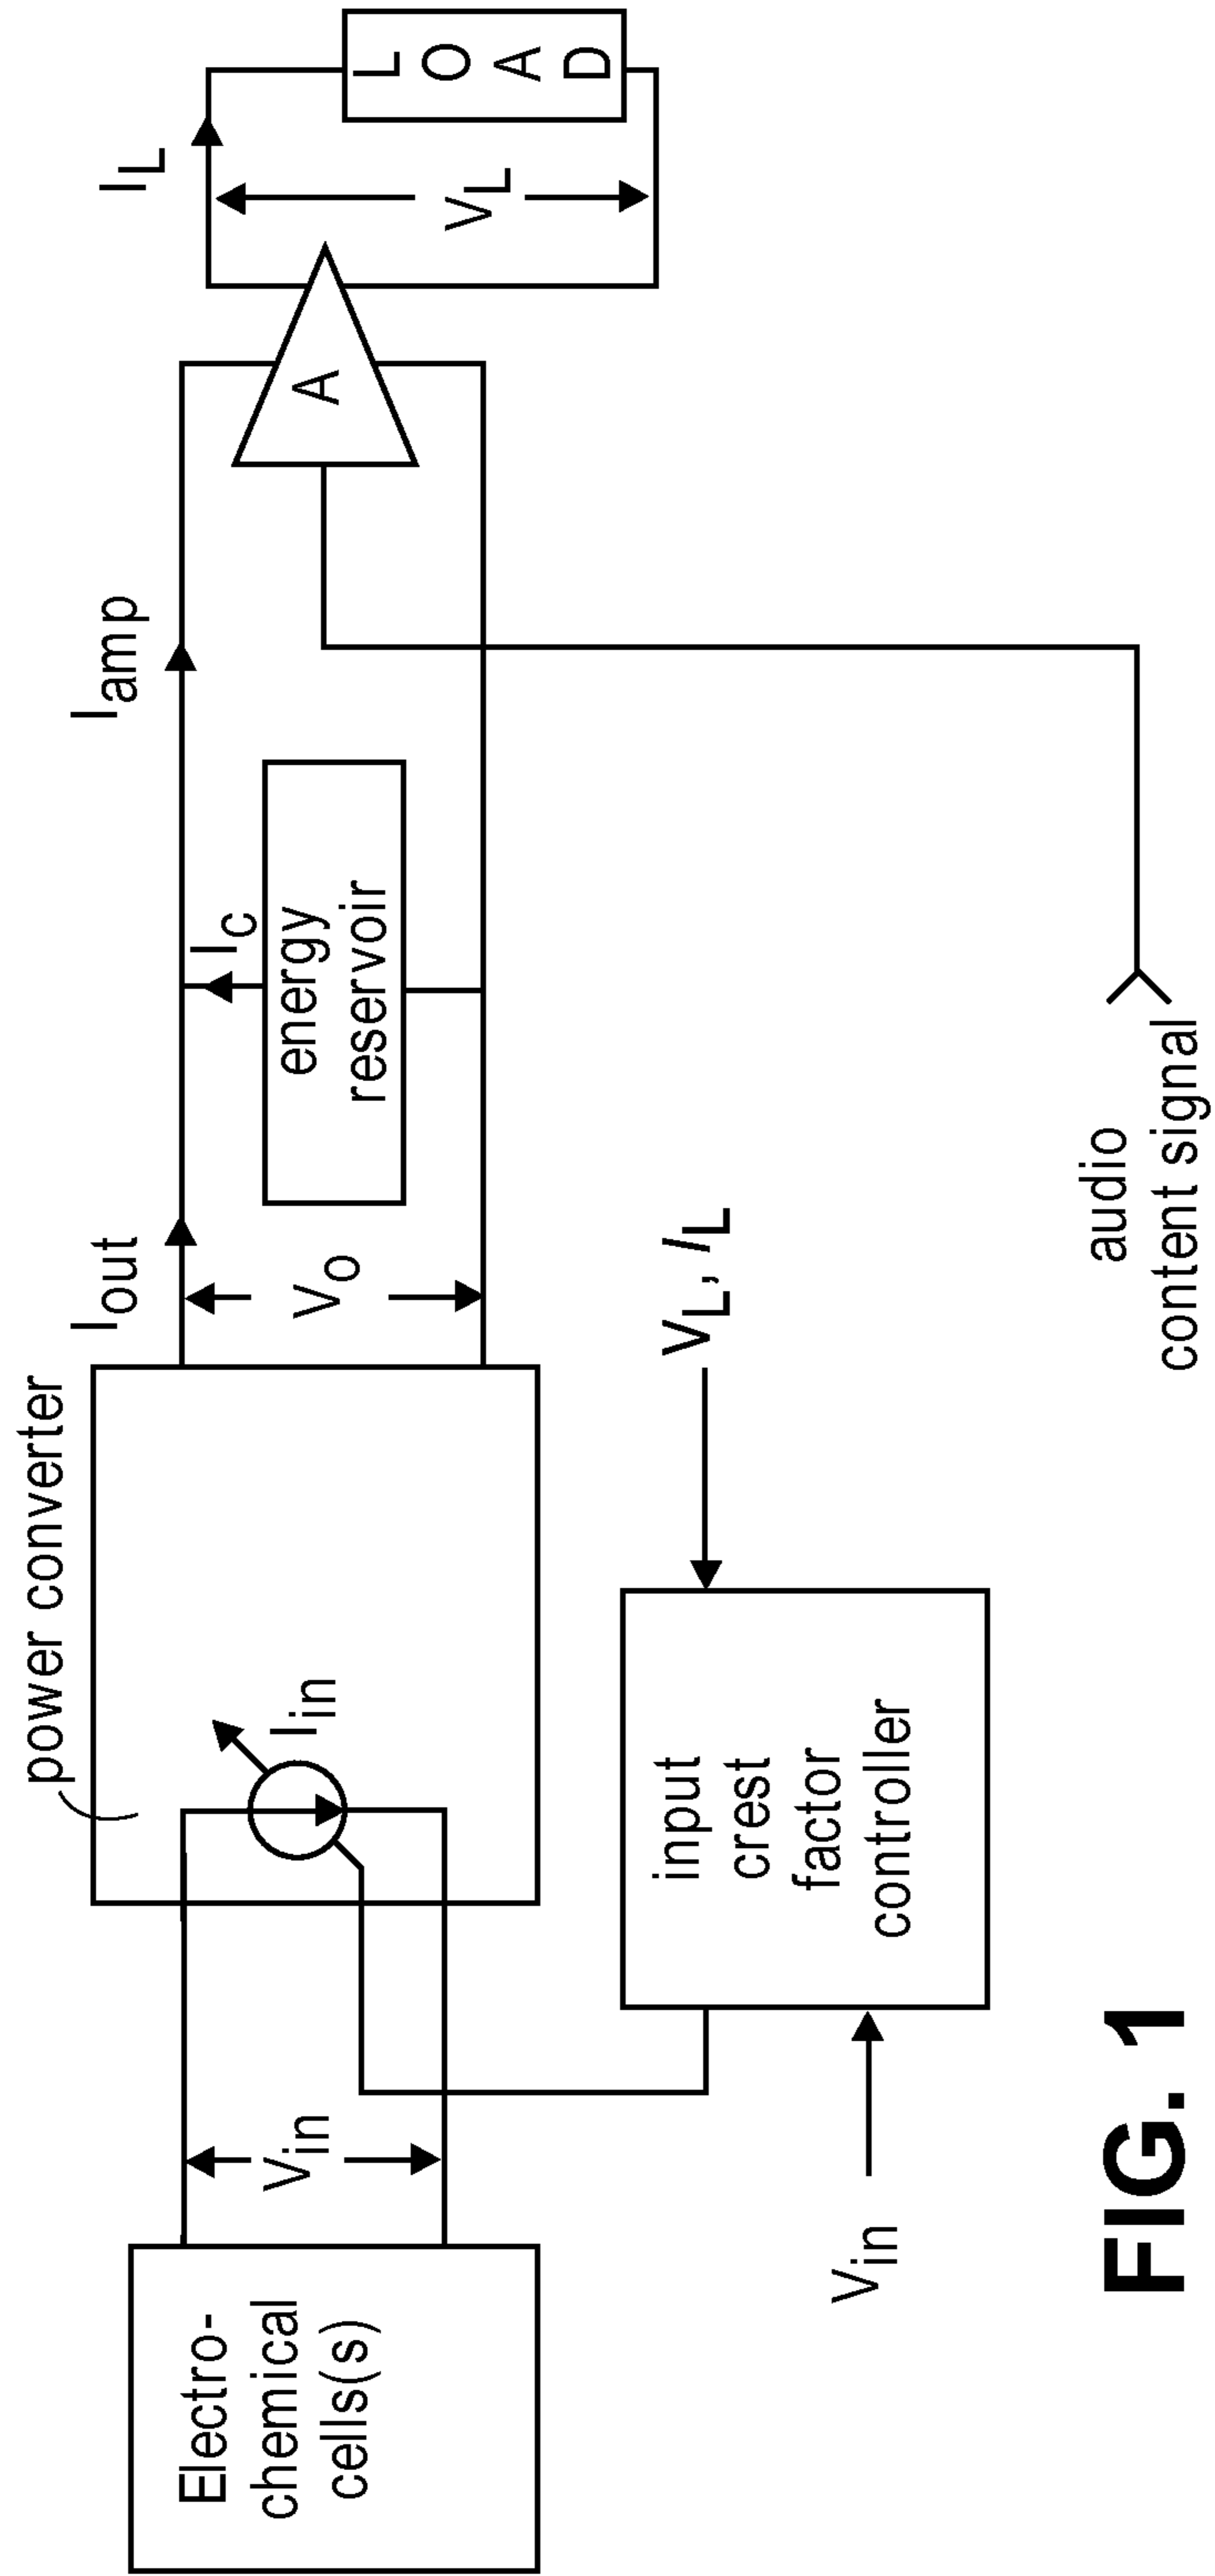 power converter
Electro-
chemical
cells(s)
Vin
Iin
Iout
Vo
Ic
energy
reservoir
Iamp
A
IL
VL
LOAD
input
crest
factor
controller
Vin
VL, IL
audio
content signal
FIG. 1